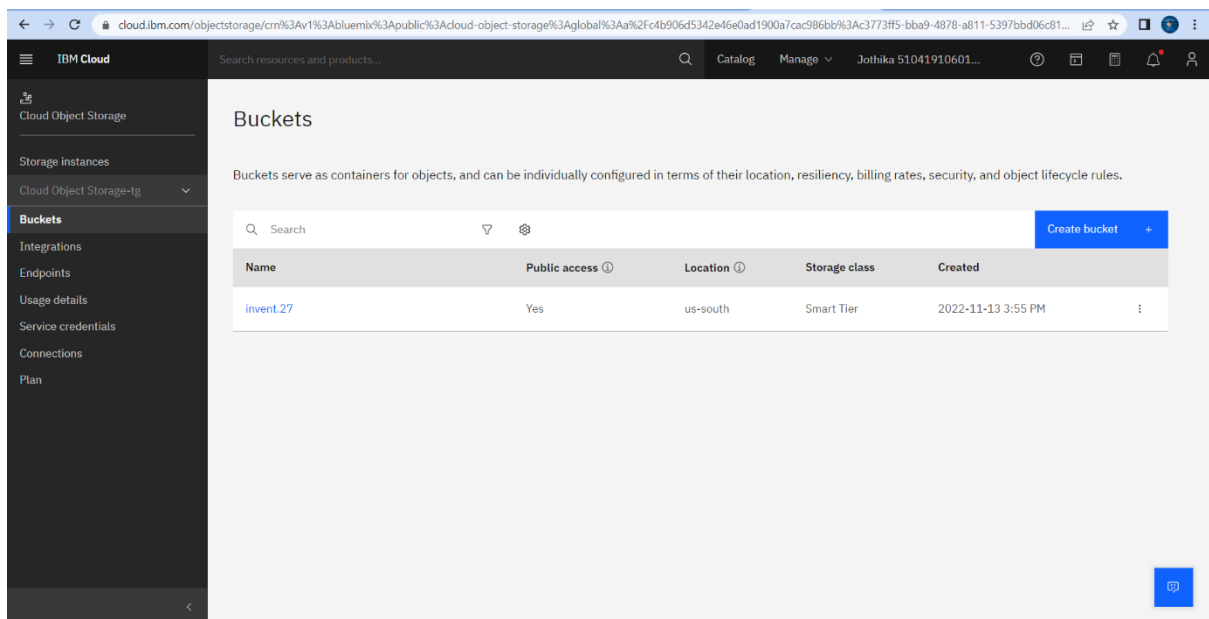 cloud.ibm.com/objectstorage/crn%3Av1%3Abluemix%3Apublic%3Acloud-object-storage%3Aglobal%3Aa%2Fc4b906d5342e46e0ad1900a7cac986bb%3Ac3773ff5-bba9-4878-a811-5397bbd06c81...
IBM Cloud
Search resources and products...
Catalog
Manage
Jothika 51041910601...
Cloud Object Storage
Storage instances
Cloud Object Storage-tg
Buckets
Integrations
Endpoints
Usage details
Service credentials
Connections
Plan
Buckets
Buckets serve as containers for objects, and can be individually configured in terms of their location, resiliency, billing rates, security, and object lifecycle rules.
Search
Create bucket +
Name Public access Location Storage class Created
invent.27 Yes us-south Smart Tier 2022-11-13 3:55 PM